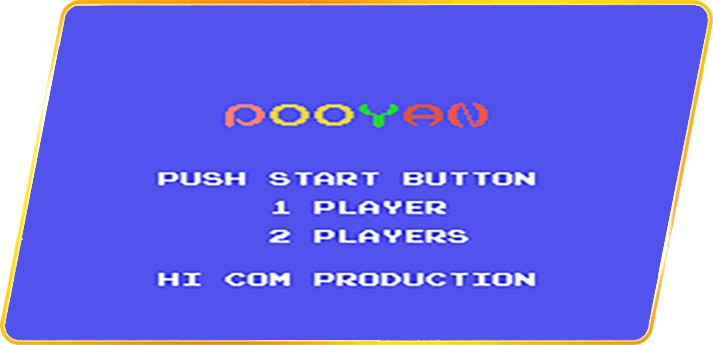 POOYAN
PUSH START BUTTON
1 PLAYER
2 PLAYERS
HI COM PRODUCTION